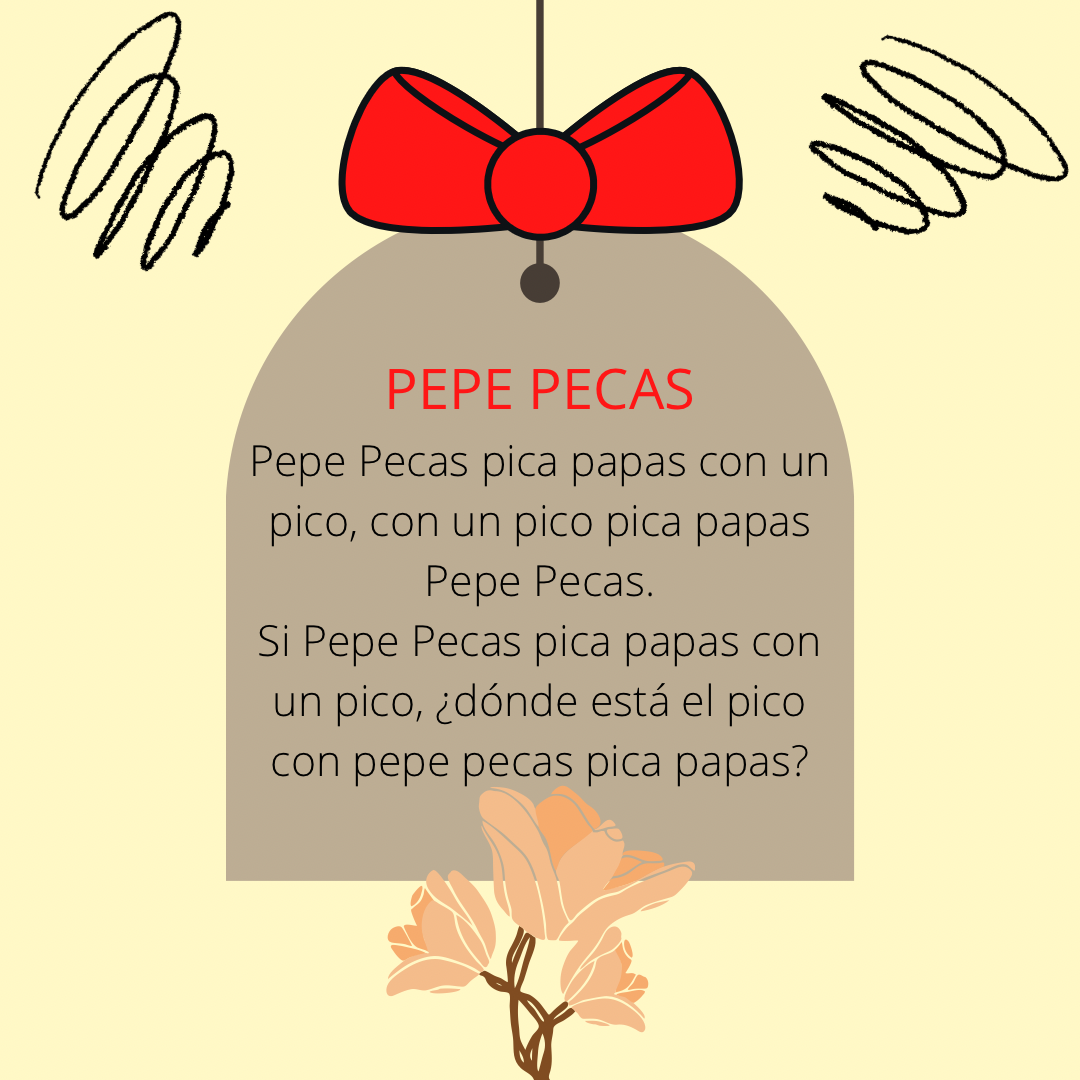 PEPE PECAS
Pepe Pecas pica papas con un
pico, con un pico pica papas
Pepe Pecas.
Si Pepe Pecas pica papas con
un pico, ¿dónde está el pico
con pepe pecas pica papas?